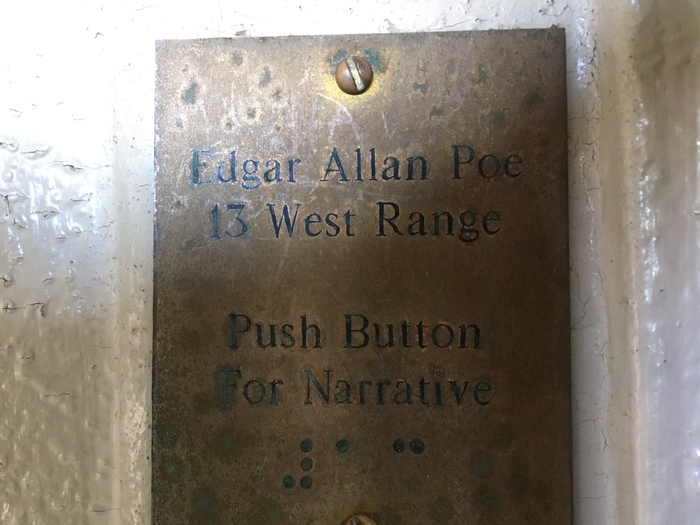 Edgar Allan Poe
13 West Range
Push Button
For Narrative